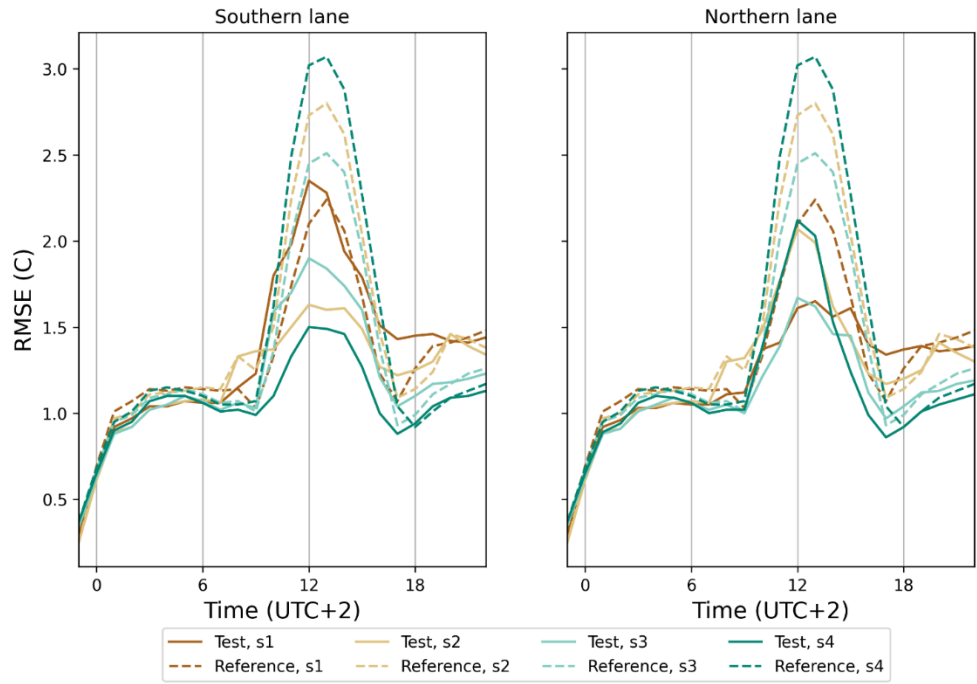 Southern lane
Northern lane
RMSE (C)
3.0
2.5
2.0
1.5
1.0
0.5
0 6 12 18
0 6 12 18
Time (UTC+2)
Time (UTC+2)
Test, s1 Test, s2 Test, s3 Test, s4
Reference, s1 Reference, s2 Reference, s3 Reference, s4